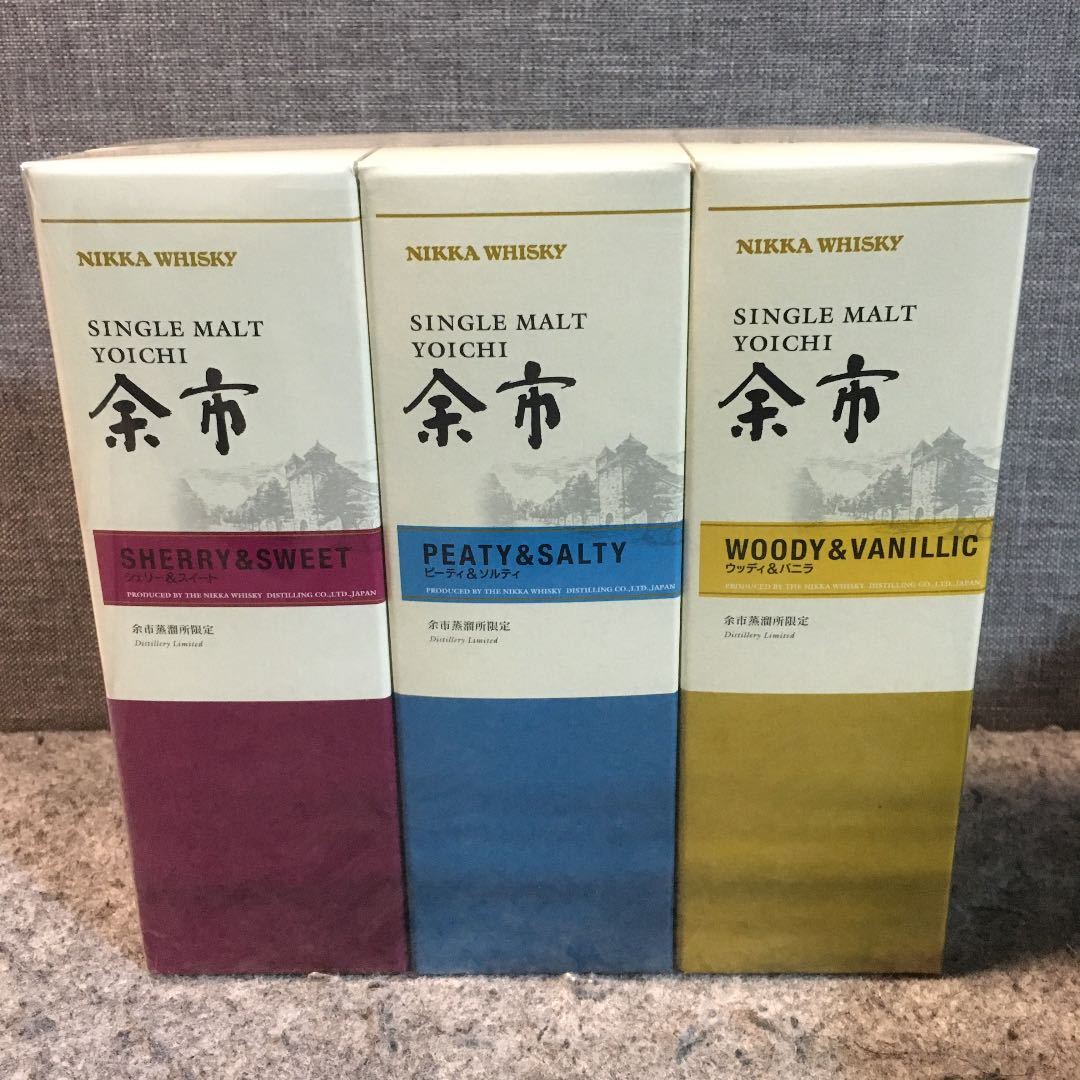 NIKKA WHISKY
SINGLE MALT
YOICHI
余市
SHERRY&SWEET
シェリー&スイート
PRODUCED BY THE NIKKA WHISKY DISTILLING CO.,LTD.,JAPAN
余市蒸溜所限定
Distillery Limited
NIKKA WHISKY
SINGLE MALT
YOICHI
余市
PEATY&SALTY
ピーティ&ソルティ
PRODUCED BY THE NIKKA WHISKY DISTILLING CO.,LTD.,JAPAN
余市蒸溜所限定
Distillery Limited
NIKKA WHISKY
SINGLE MALT
YOICHI
余市
WOODY&VANILLIC
ウッディ&バニラ
PRODUCED BY THE NIKKA WHISKY DISTILLING CO.,LTD.,JAPAN
余市蒸溜所限定
Distillery Limited